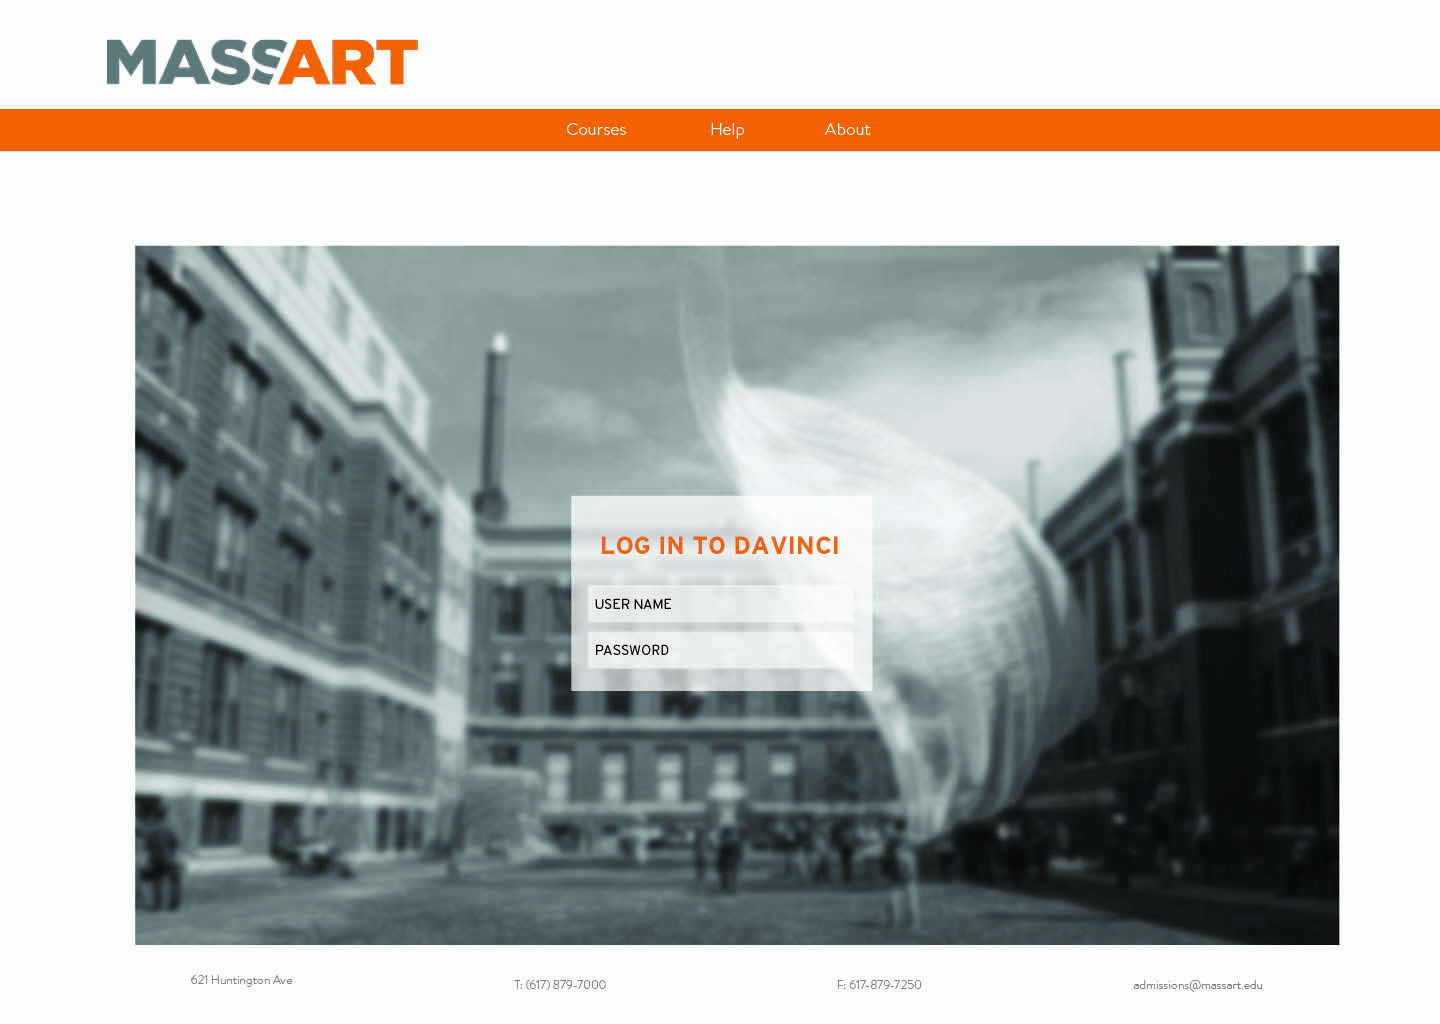 MASSART
Courses Help About
LOG IN TO DAVINCI
USER NAME
PASSWORD
621 Huntington Ave T: (617) 879-7000 F: 617-879-7250 admissions@massart.edu